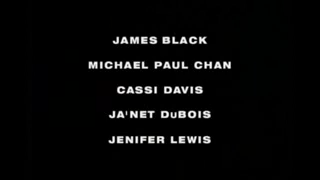 JAMES BLACK
MICHAEL PAUL CHAN
CASSI DAVIS
JA'NET DuBOIS
JENIFER LEWIS